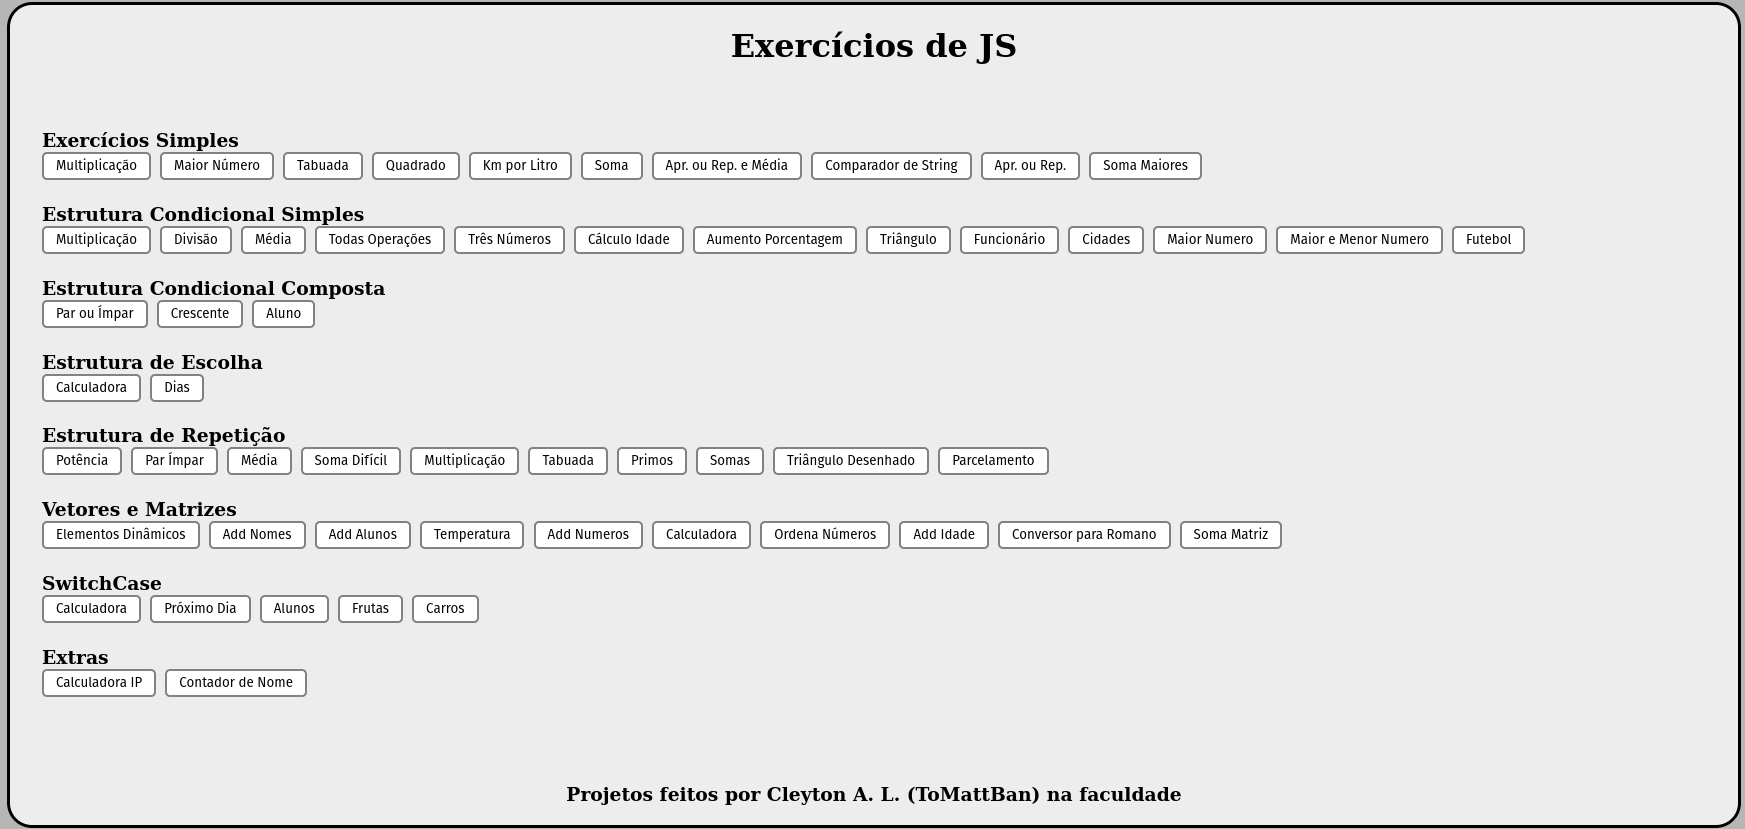 Exercícios de JS
Exercícios Simples
Multiplicação Maior Número Tabuada Quadrado Km por Litro Soma Apr. ou Rep. e Média Comparador de String Apr. ou Rep. Soma Maiores
Estrutura Condicional Simples
Multiplicação Divisão Média Todas Operações Três Números Cálculo Idade Aumento Porcentagem Triângulo Funcionário Cidades Maior Numero Maior e Menor Numero Futebol
Estrutura Condicional Composta
Par ou Ímpar Crescente Aluno
Estrutura de Escolha
Calculadora Dias
Estrutura de Repetição
Potência Par Ímpar Média Soma Difícil Multiplicação Tabuada Primos Somas Triângulo Desenhado Parcelamento
Vetores e Matrizes
Elementos Dinâmicos Add Nomes Add Alunos Temperatura Add Numeros Calculadora Ordena Números Add Idade Conversor para Romano Soma Matriz
SwitchCase
Calculadora Próximo Dia Alunos Frutas Carros
Extras
Calculadora IP Contador de Nome
Projetos feitos por Cleyton A. L. (ToMattBan) na faculdade